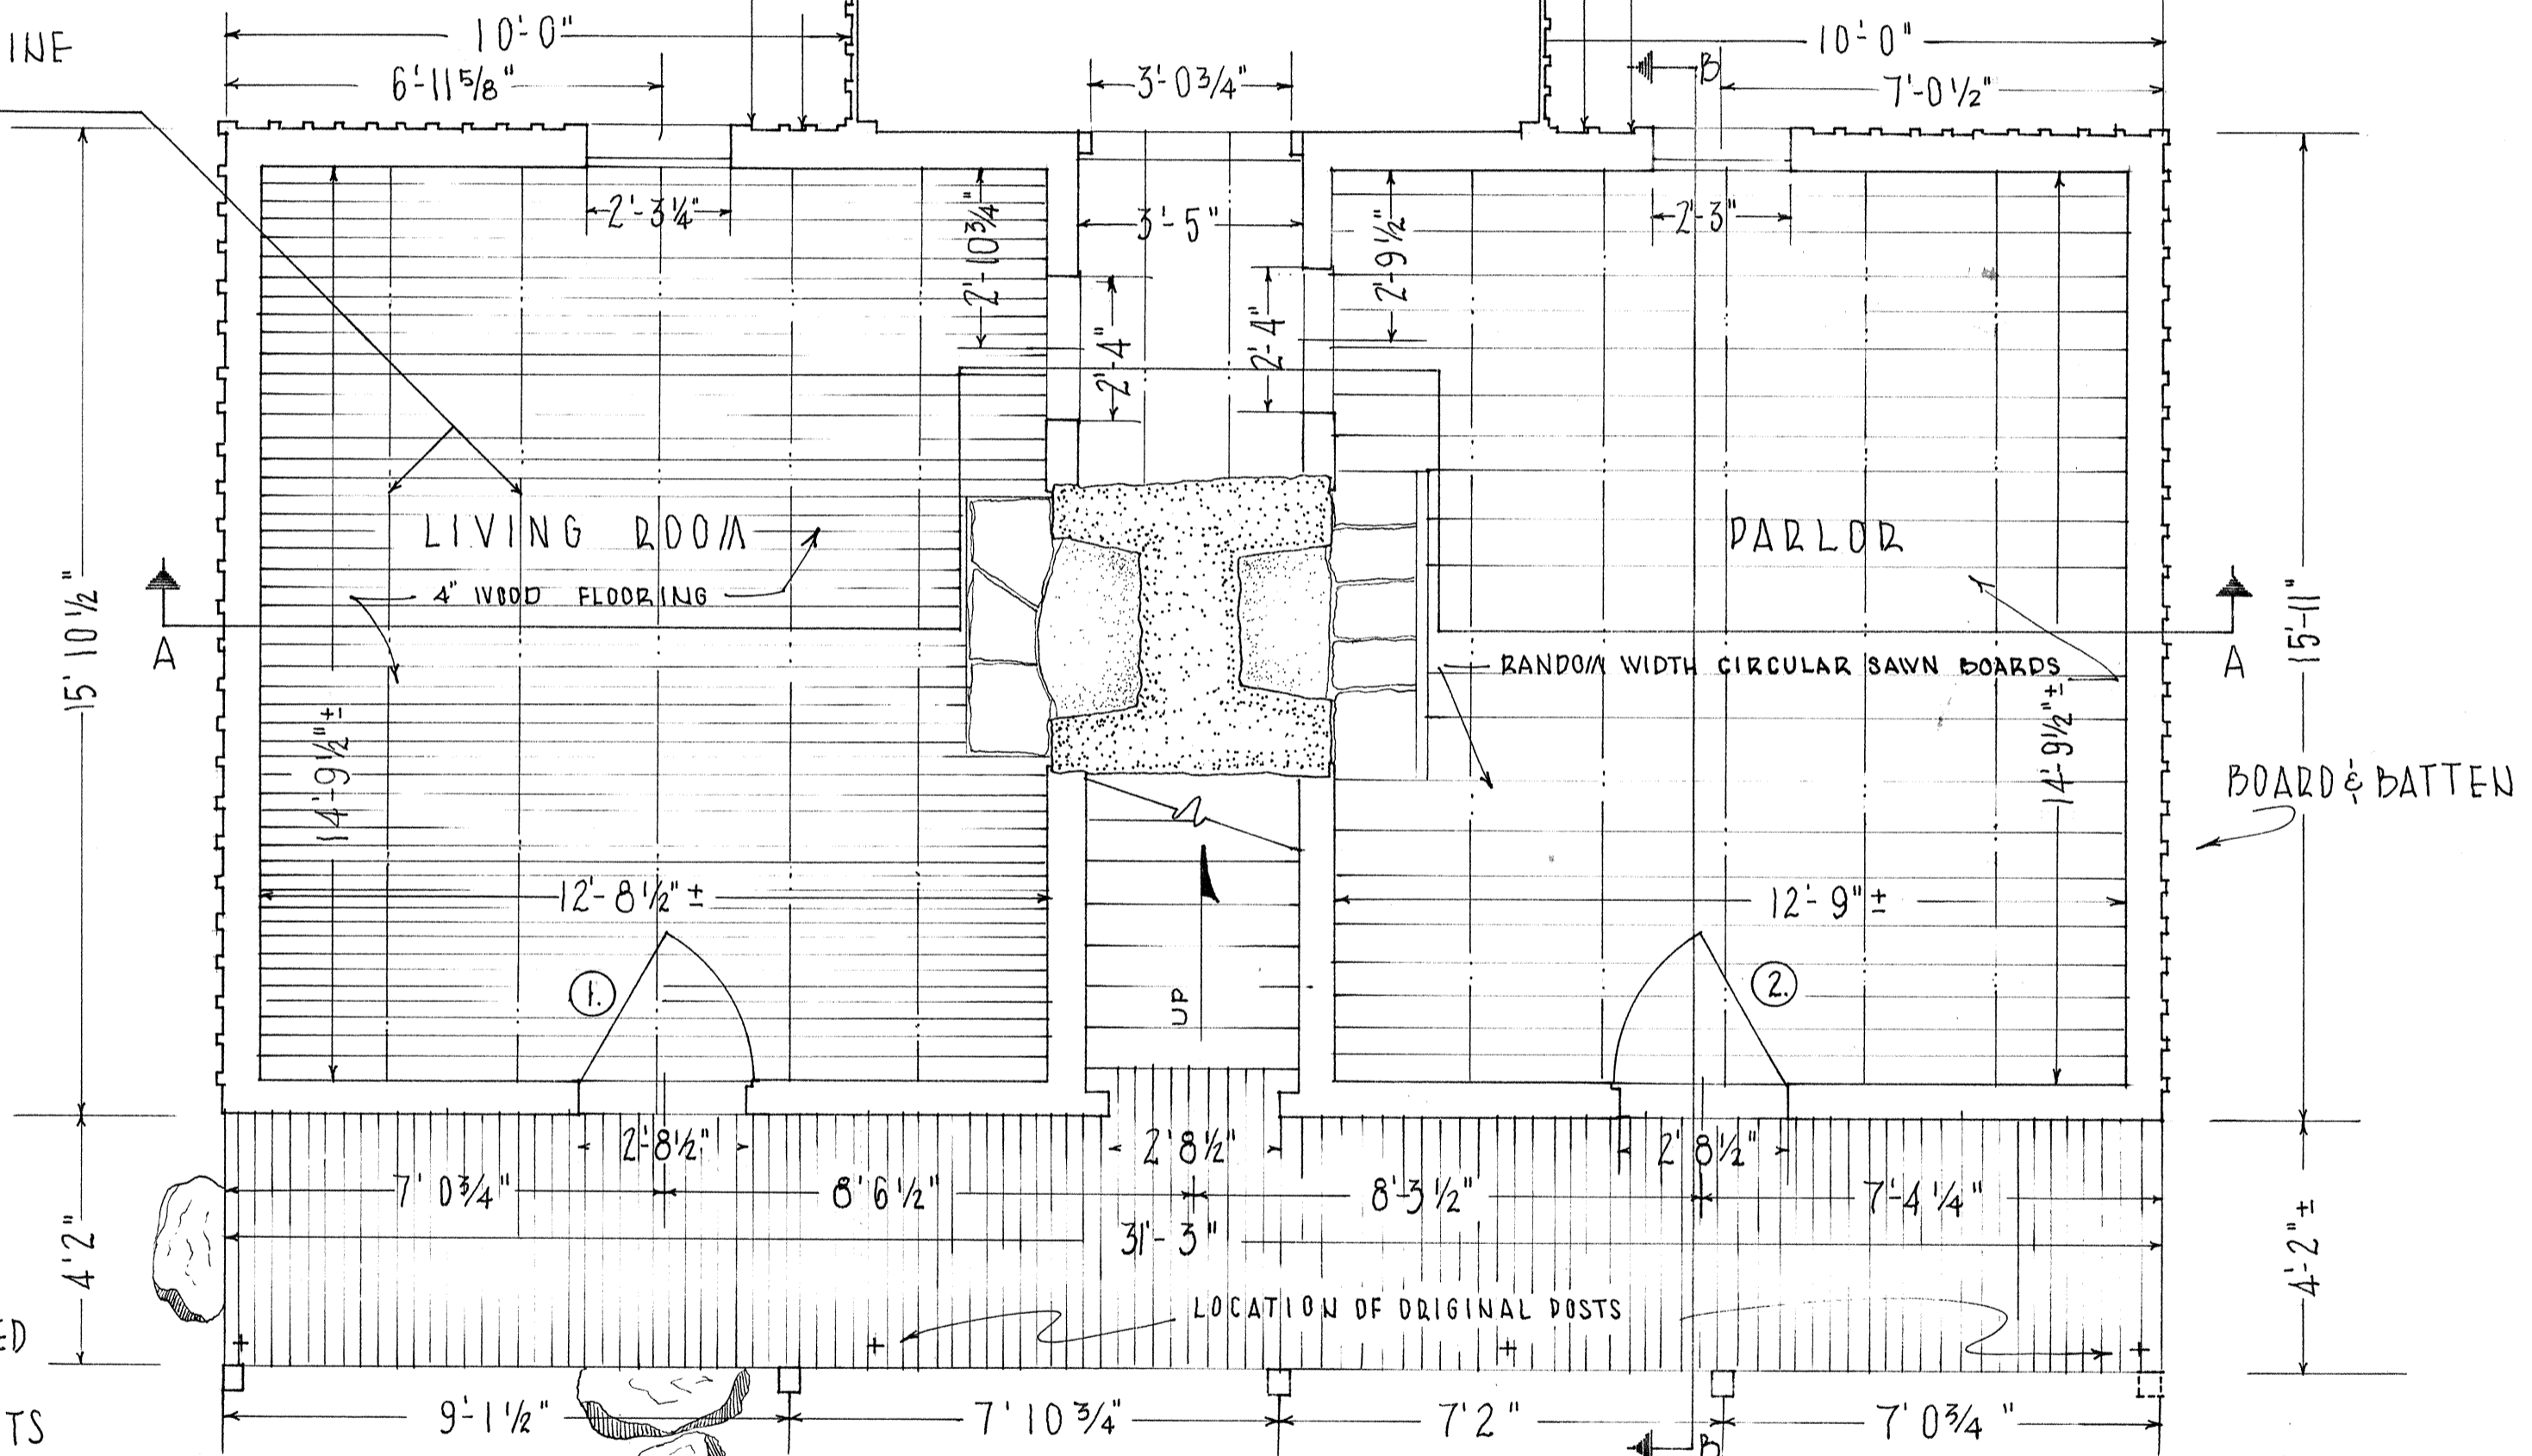 INE
10'-0"
10'-0"
6'-11 5/8"
3'-0 3/4"
B
7'-0 1/2"
2'-3 1/4"
2'-10 3/4"
3'-5"
2'-9 1/2"
2'-3"
2'-4"
2'-4"
LIVING ROOM
PARLOR
4" WOOD FLOORING
15' 10 1/2"
15'-11"
A
A
RANDOM WIDTH CIRCULAR SAWN BOARDS
14'-9 1/2"±
14'-9 1/2"±
BOARD & BATTEN
12'-8 1/2"±
12'-9"±
1.
2.
UP
2'-8 1/2"
2' 8 1/2"
2' 8 1/2"
7' 0 3/4"
8' 6 1/2"
8'-3 1/2"
7'-4 1/4"
31'-3"
4' 2"
4'-2"±
LOCATION OF ORIGINAL POSTS
ED
9'-1 1/2"
7' 10 3/4"
7' 2"
7' 0 3/4"
TS
B